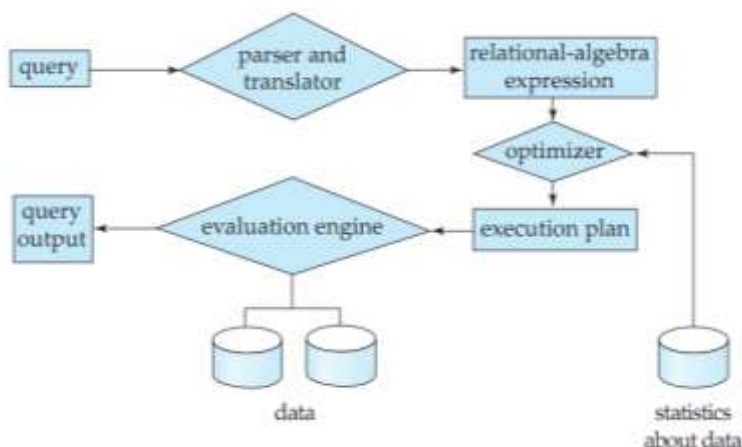 query
parser and
translator
relational-algebra
expression
optimizer
query
output
evaluation engine
execution plan
data
statistics
about data